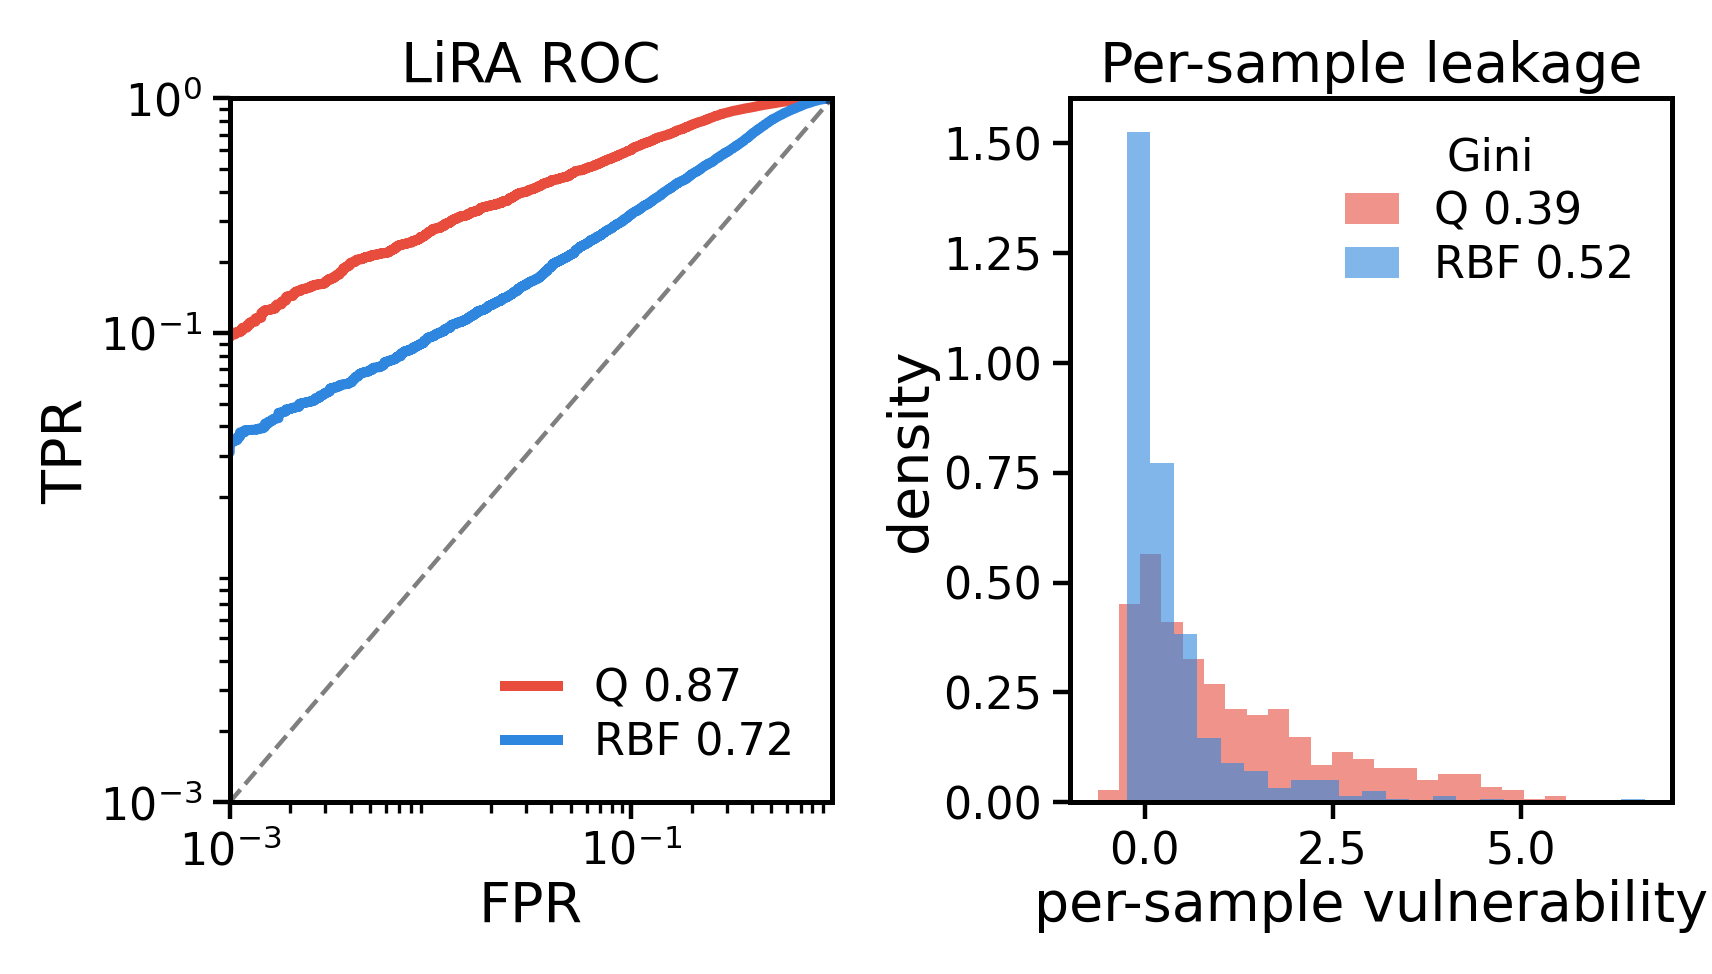 LiRA ROC
10⁰
10⁻¹
10⁻³
TPR
10⁻³
10⁻¹
FPR
Q 0.87
RBF 0.72
Per-sample leakage
1.50
1.25
1.00
0.75
0.50
0.25
0.00
density
0.0
2.5
5.0
per-sample vulnerability
Gini
Q 0.39
RBF 0.52